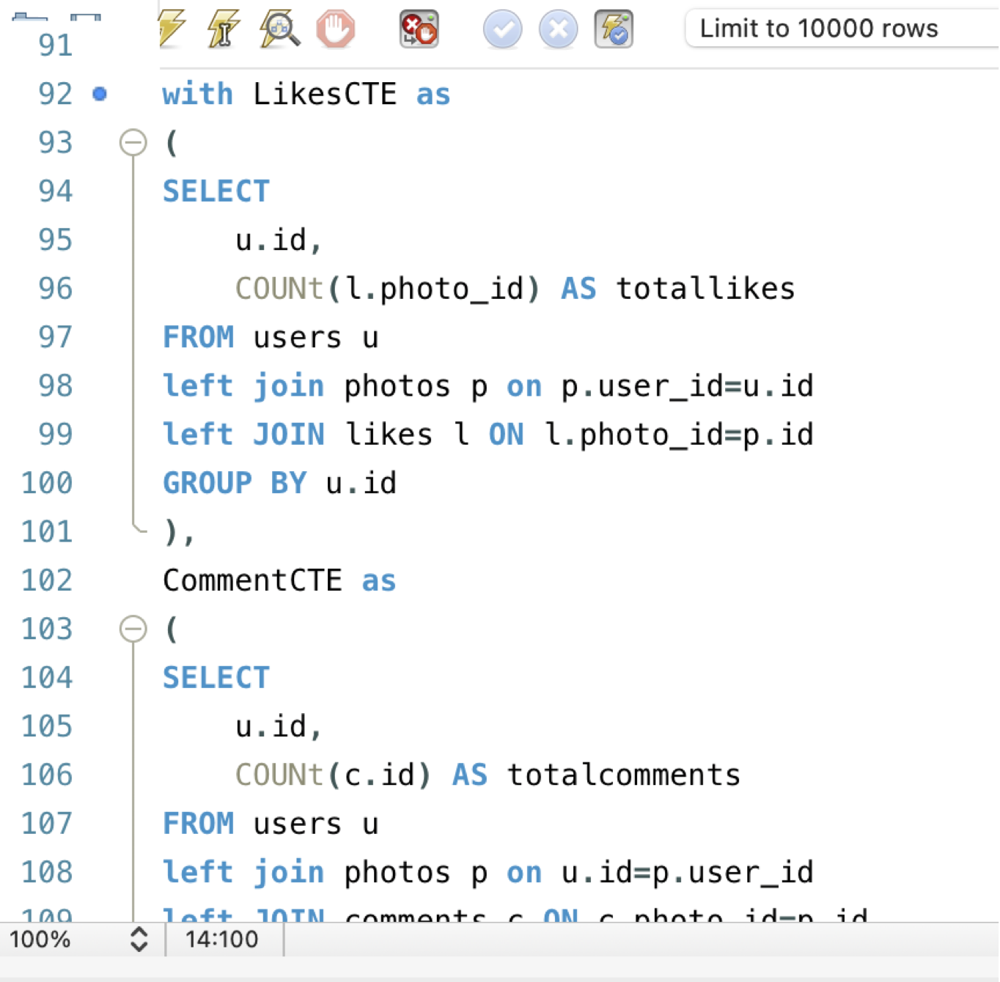 Limit to 10000 rows
91
92 with LikesCTE as
93 (
94 SELECT
95 u.id,
96 COUNt(l.photo_id) AS totallikes
97 FROM users u
98 left join photos p on p.user_id=u.id
99 left JOIN likes l ON l.photo_id=p.id
100 GROUP BY u.id
101 ),
102 CommentCTE as
103 (
104 SELECT
105 u.id,
106 COUNt(c.id) AS totalcomments
107 FROM users u
108 left join photos p on u.id=p.user_id
109 left JOIN comments c ON c.photo_id=p.id
100% 14:100